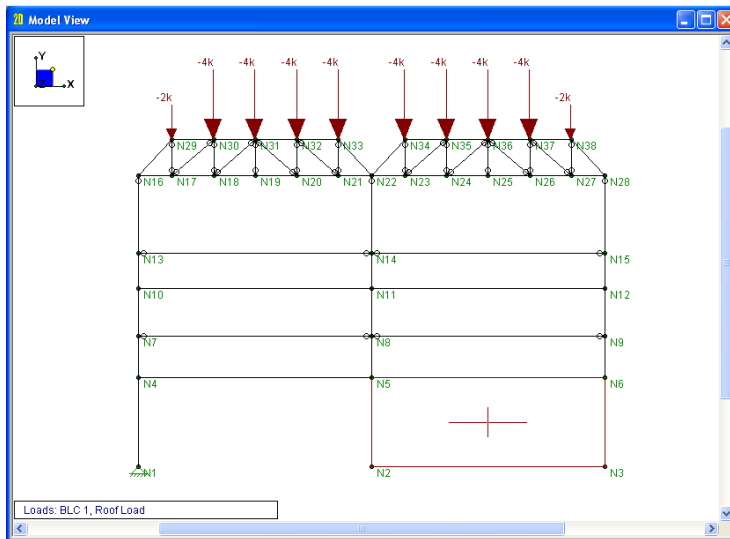 2D Model View
Y
Z X
-4k -4k -4k -4k -4k -4k -4k -4k
-2k -2k
N29 N30 N31 N32 N33 N34 N35 N36 N37 N38
N16 N17 N18 N19 N20 N21 N22 N23 N24 N25 N26 N27 N28
N13 N14 N15
N10 N11 N12
N7 N8 N9
N4 N5 N6
N1 N2 N3
Loads: BLC 1, Roof Load